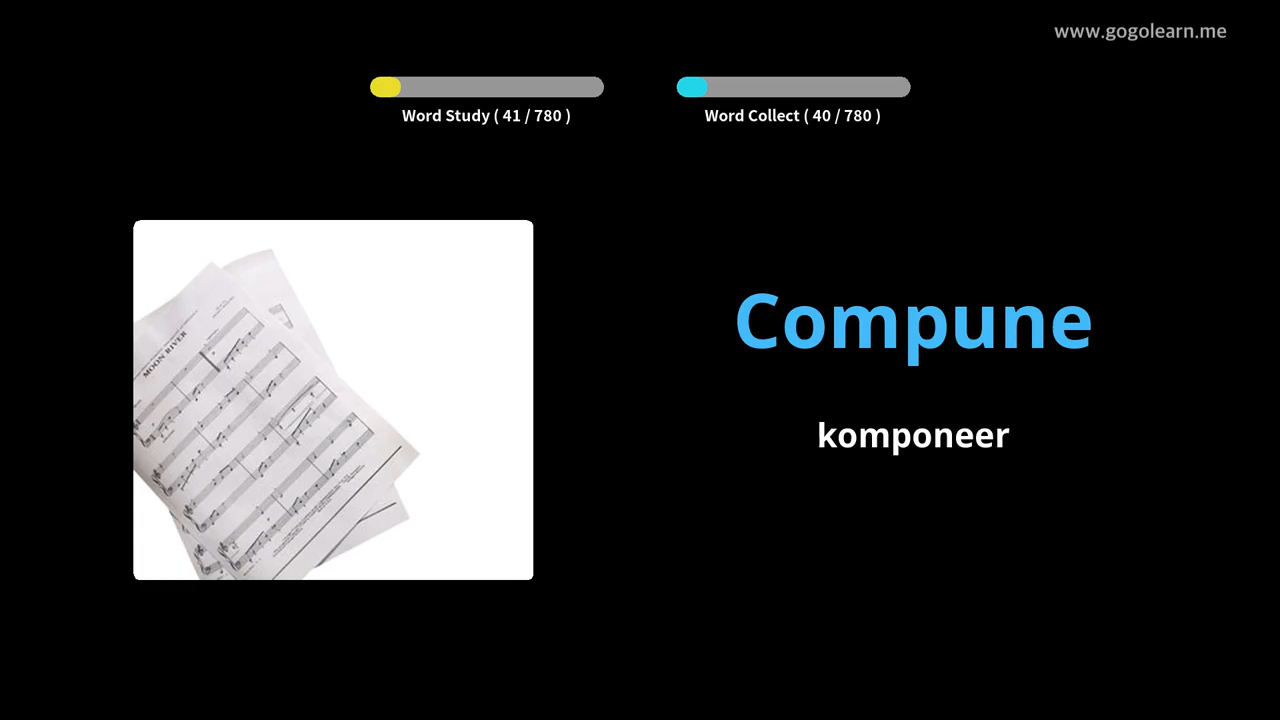 www.gogolearn.me
Word Study ( 41 / 780 )
Word Collect ( 40 / 780 )
MOON RIVER
Compune
komponeer